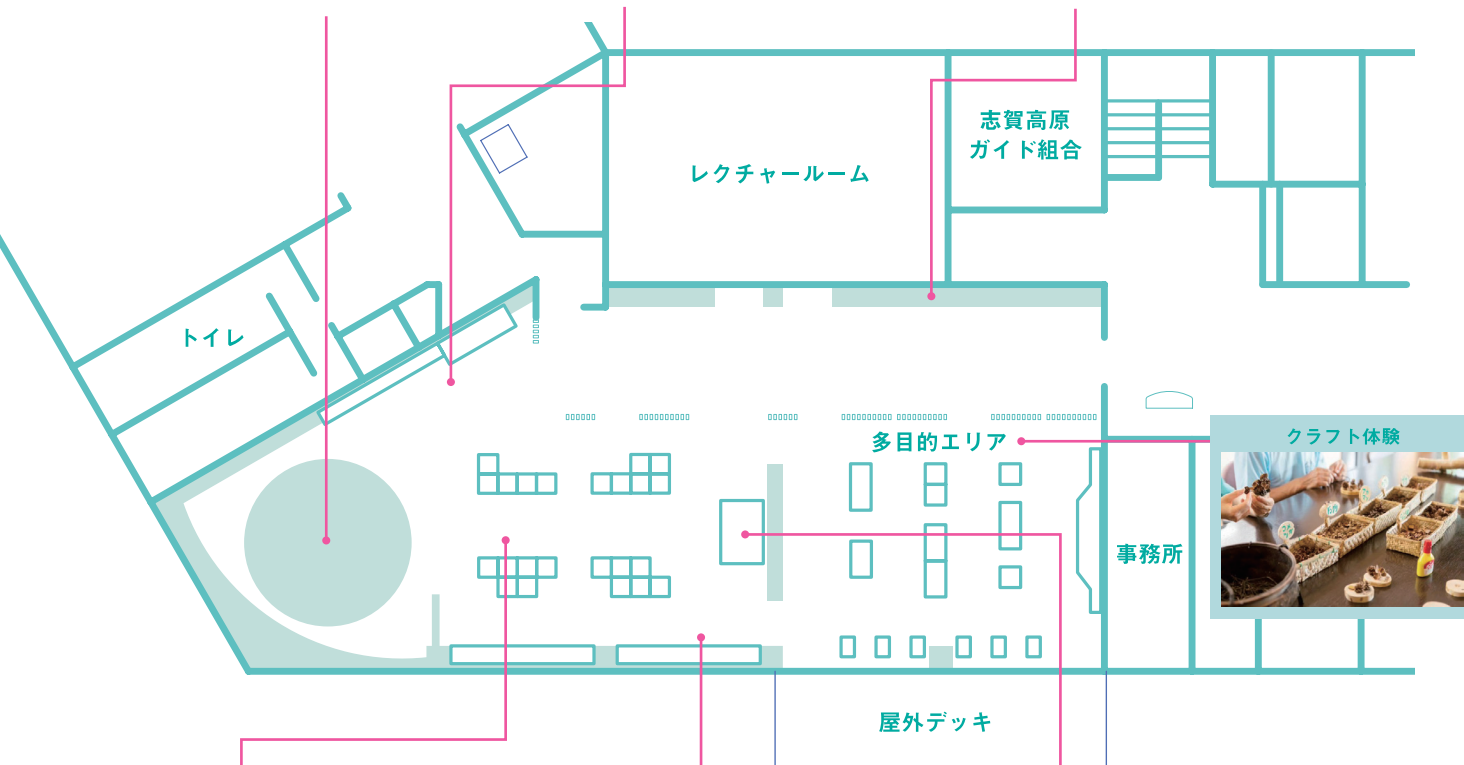 志賀高原
ガイド組合
レクチャールーム
トイレ
多目的エリア
クラフト体験
事務所
屋外デッキ